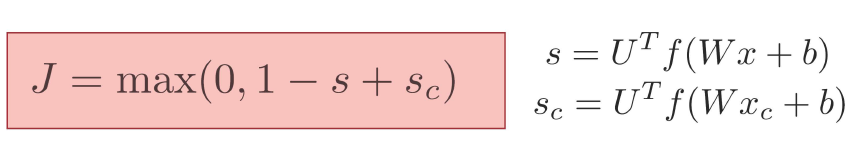 J = max(0, 1 − s + s_c)
s = U^T f(Wx + b)
s_c = U^T f(Wx_c + b)